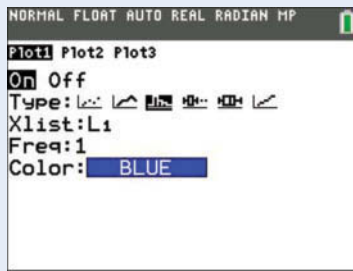 NORMAL FLOAT AUTO REAL RADIAN MP
Plot1 Plot2 Plot3
On Off
Type:
Xlist:L1
Freq:1
Color: BLUE